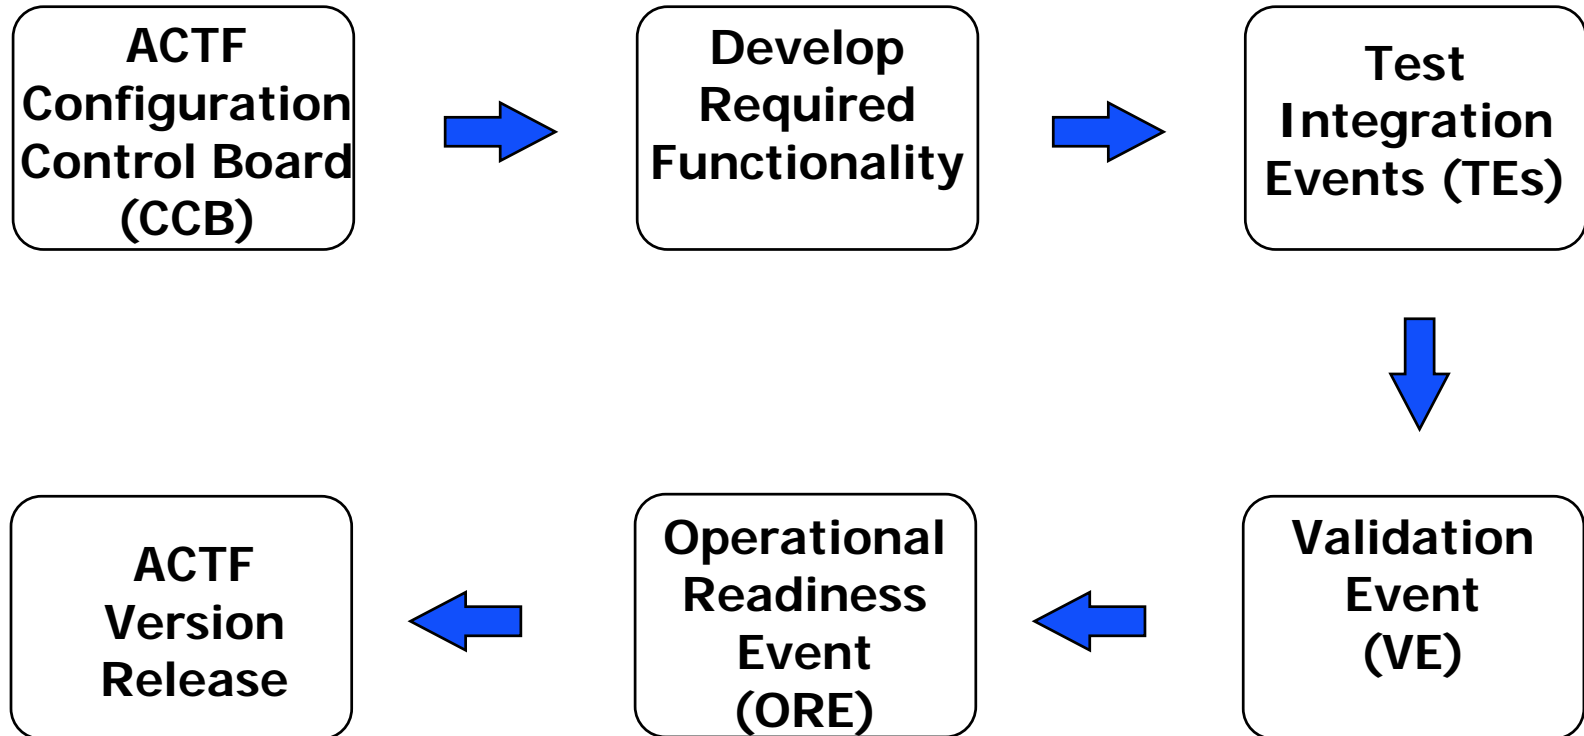 ACTF
Configuration
Control Board
(CCB)
Develop
Required
Functionality
Test
Integration
Events (TEs)
Validation
Event
(VE)
Operational
Readiness
Event
(ORE)
ACTF
Version
Release